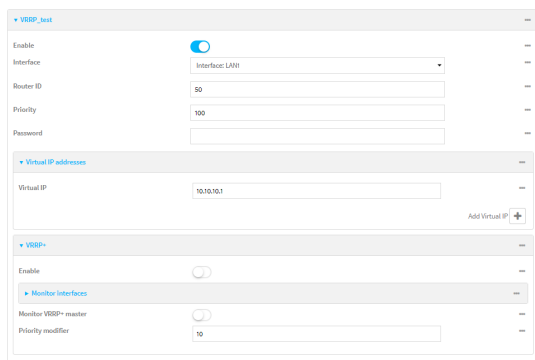 VRRP_test
Enable
Interface
Interface: LAN1
Router ID
50
Priority
100
Password
Virtual IP addresses
Virtual IP
10.10.10.1
Add Virtual IP
VRRP+
Enable
Monitor Interfaces
Monitor VRRP+ master
Priority modifier
10